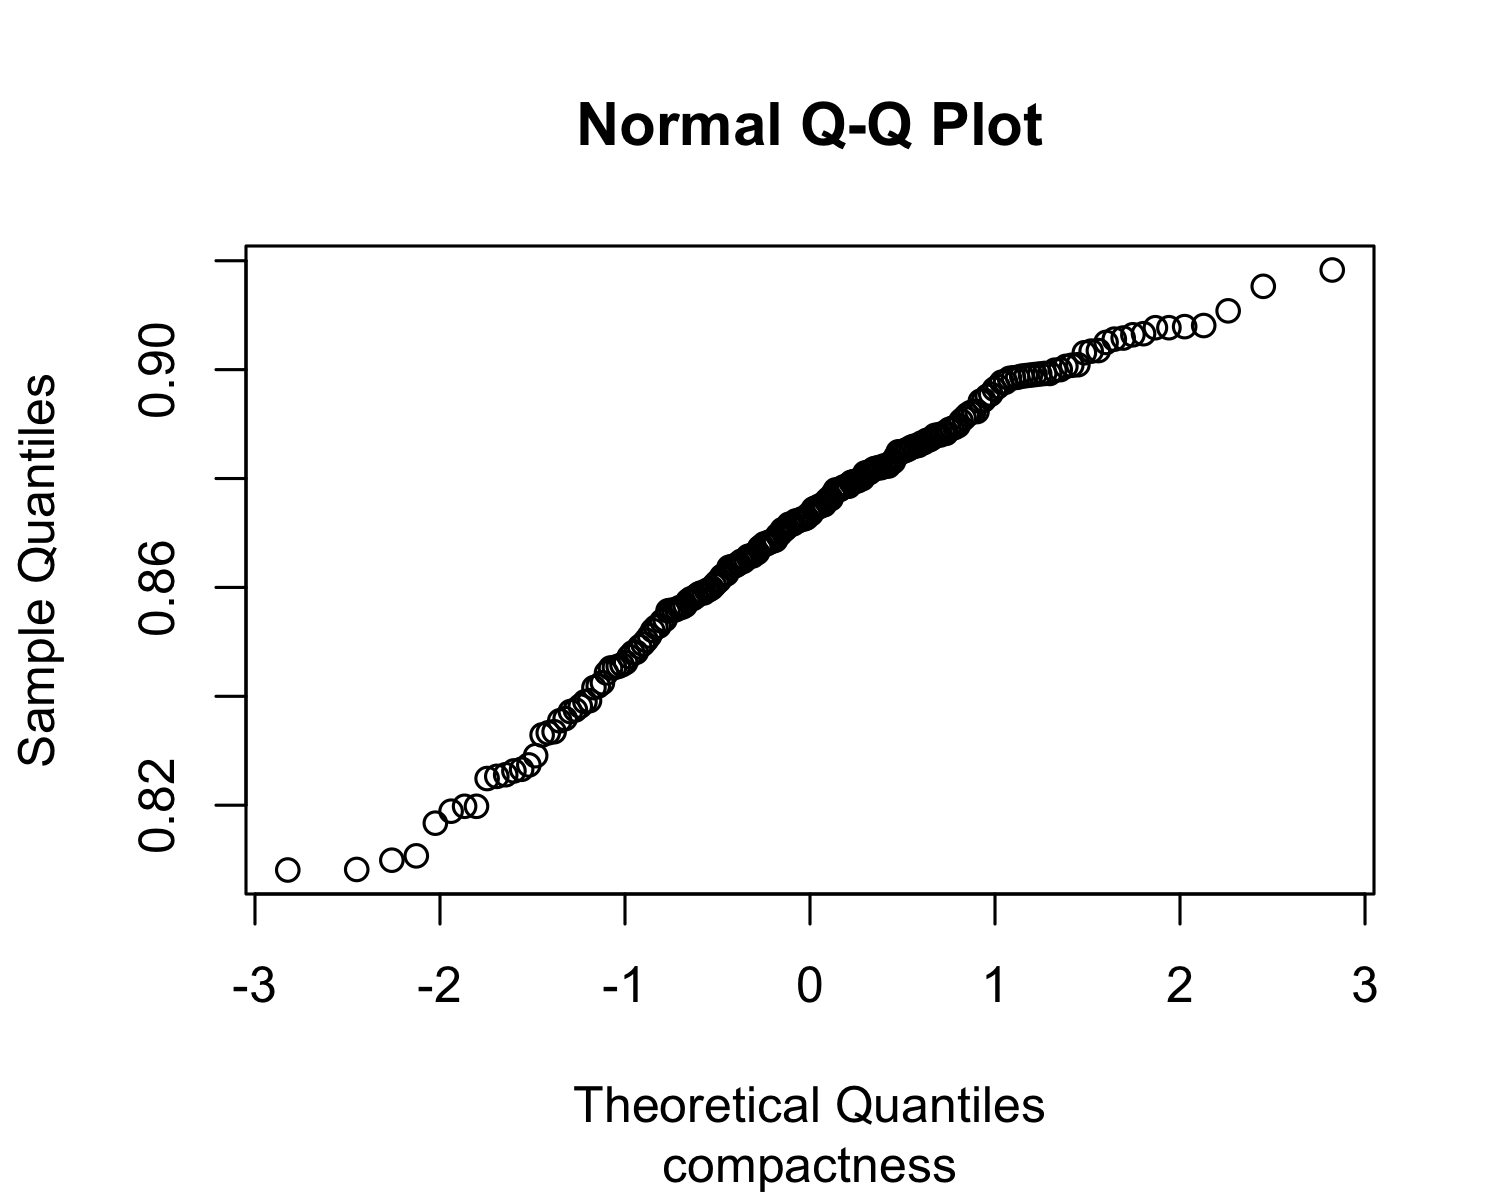 Normal Q-Q Plot
Sample Quantiles
0.90
0.86
0.82
-3 -2 -1 0 1 2 3
Theoretical Quantiles
compactness